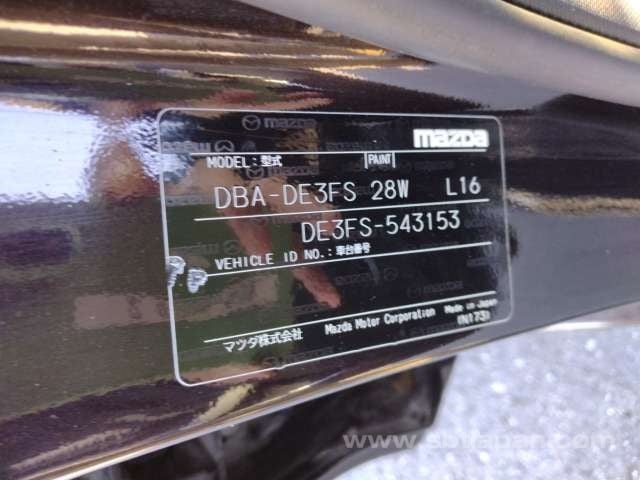 mazda
MODEL:型式 PAINT
DBA-DE3FS 28W L16
DE3FS-543153
VEHICLE ID NO.:車台番号
マツダ株式会社 Mazda Motor Corporation Made in Japan
(N173)
www.sbtjapan.com